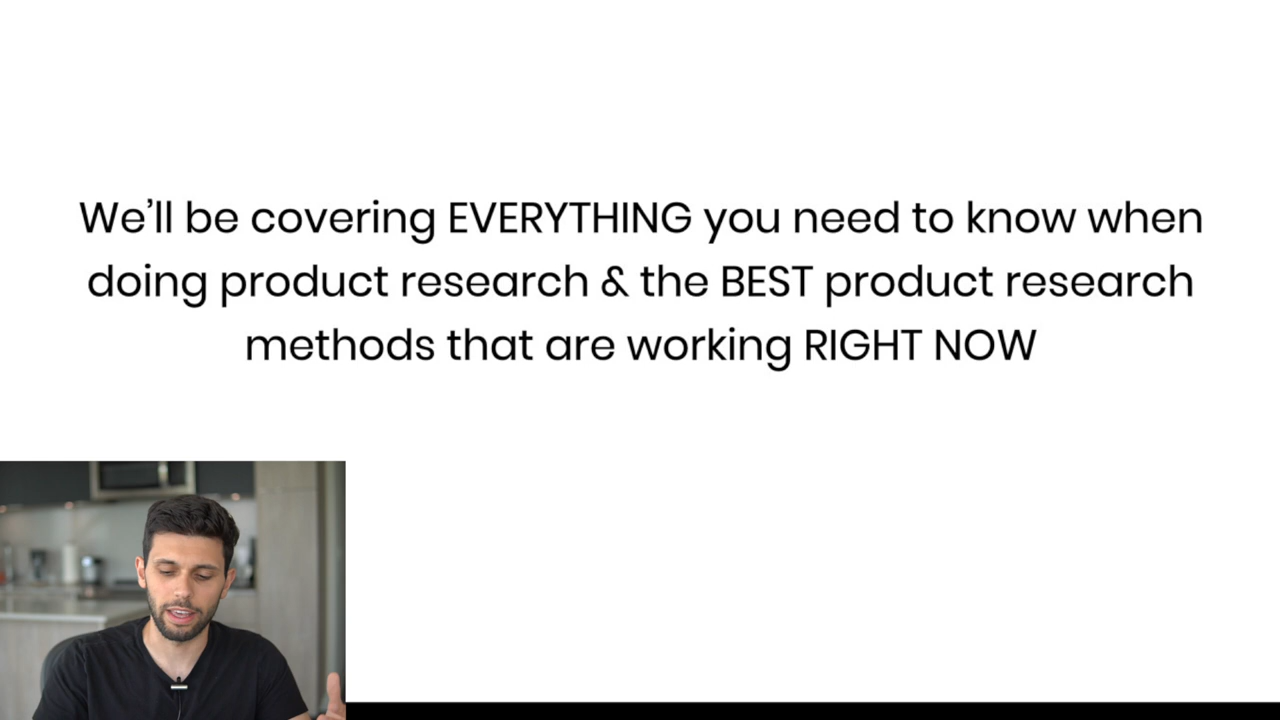 We’ll be covering EVERYTHING you need to know when
doing product research & the BEST product research
methods that are working RIGHT NOW